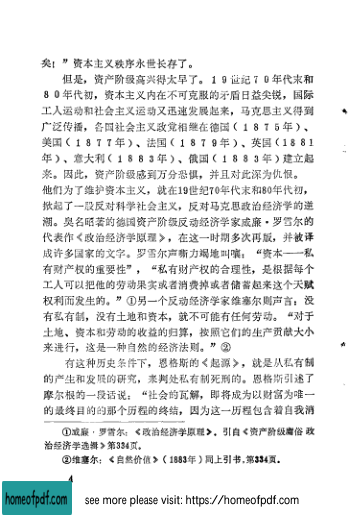 矣！”资本主义秩序永世长存了。
但是，资产阶级高兴得太早了。19世纪70年代末和
80年代初，资本主义内在不可克服的矛盾日益尖锐，国际
工人运动和社会主义运动又迅速发展起来，马克思主义得到
广泛传播，各国社会主义政党相继在德国（1875年）、
美国（1877年）、法国（1879年）、英国（1881
年）、意大利（1883年）、俄国（1883年）建立起
来。因此，资产阶级感到万分恐惧，并且对此深为仇恨。
他们为了维护资本主义，就在19世纪70年代末和80年代初，
掀起了一股反对科学社会主义，反对马克思政治经济学的逆
潮。臭名昭著的德国资产阶级反动经济学家威廉·罗雪尔的
代表作《政治经济学原理》，在这一时期多次再版，并被译
成许多国家的文字。罗雪尔声嘶力竭地叫嚷：“资本——私
有财产权的重要性”，“私有财产权的合理性，是根据每个
工人可以把他的劳动果实或者消费掉或者储蓄起来这个天赋
权利而发生的。”①另一个反动经济学家维塞尔则声言：没
有私有制，没有土地和资本，就不可能有任何劳动。“对于
土地、资本和劳动的收益的归算，按照它们的生产贡献大小
来进行，这是一种自然的经济法则。”②
在这种历史条件下，恩格斯的《起源》，就是从私有制
的产生和发展的研究，来判处私有制死刑的。恩格斯引述了
摩尔根的一段话说：“社会的瓦解，即将成为以财富为唯一
的最终目的的那个历程的终结，因为这一历程包含着自我消
①威廉·罗雪尔：《政治经济学原理》。引自《资产阶级庸俗政
治经济学选辑》第334页。
②维塞尔：《自然价值》（1883年）同上引书，第334页。
4
homeofpdf.com
see more please visit: https://homeofpdf.com